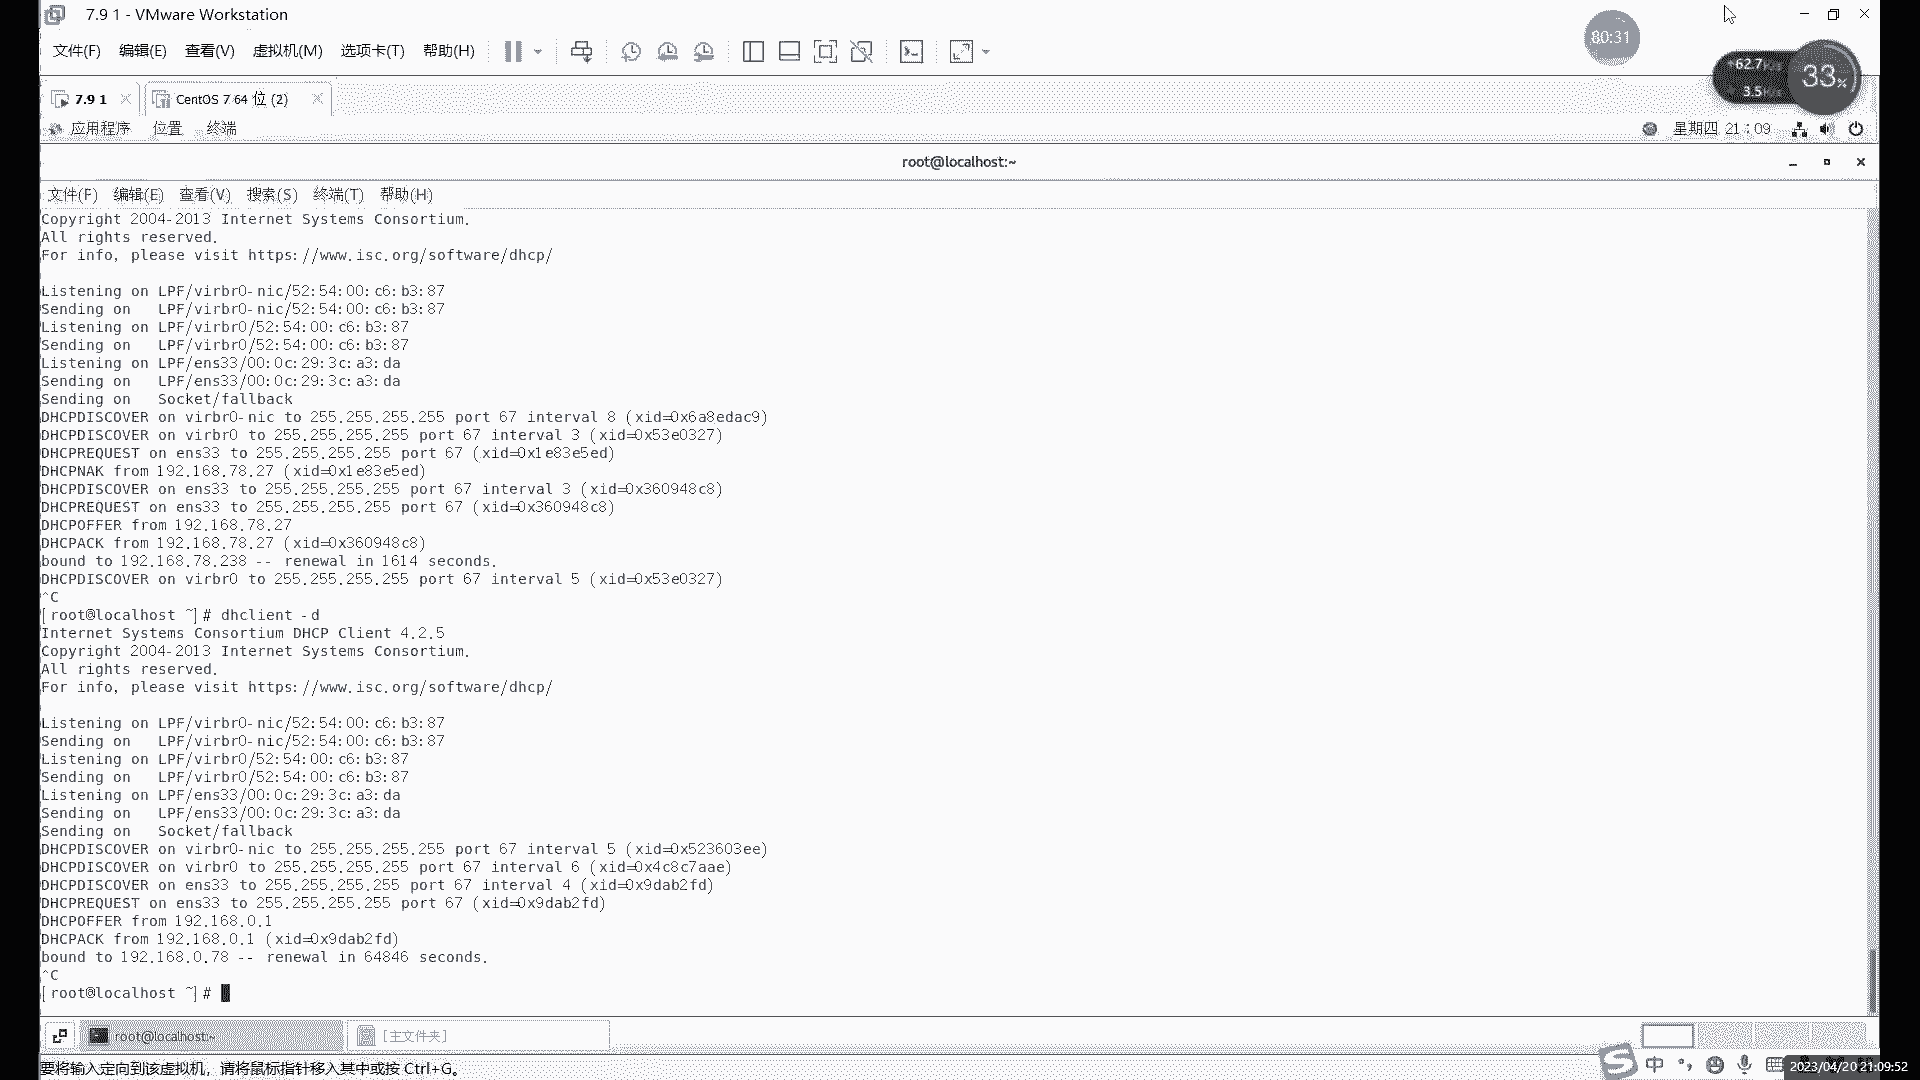 7.9 1 - VMware Workstation
文件(F) 编辑(E) 查看(V) 虚拟机(M) 选项卡(T) 帮助(H)
80:31
+62.7
3.5
33%
7.9 1
CentOS 7 64 位 (2)
应用程序 位置 终端
星期四 21:09
root@localhost:~
文件(F) 编辑(E) 查看(V) 搜索(S) 终端(T) 帮助(H)
Copyright 2004-2013 Internet Systems Consortium.
All rights reserved.
For info, please visit https://www.isc.org/software/dhcp/
Listening on LPF/virbr0-nic/52:54:00:c6:b3:87
Sending on   LPF/virbr0-nic/52:54:00:c6:b3:87
Listening on LPF/virbr0/52:54:00:c6:b3:87
Sending on   LPF/virbr0/52:54:00:c6:b3:87
Listening on LPF/ens33/00:0c:29:3c:a3:da
Sending on   LPF/ens33/00:0c:29:3c:a3:da
Sending on   Socket/fallback
DHCPDISCOVER on virbr0-nic to 255.255.255.255 port 67 interval 8 (xid=0x6a8edac9)
DHCPDISCOVER on virbr0 to 255.255.255.255 port 67 interval 3 (xid=0x53e0327)
DHCPREQUEST on ens33 to 255.255.255.255 port 67 (xid=0x1e83e5ed)
DHCPNAK from 192.168.78.27 (xid=0x1e83e5ed)
DHCPDISCOVER on ens33 to 255.255.255.255 port 67 interval 3 (xid=0x360948c8)
DHCPREQUEST on ens33 to 255.255.255.255 port 67 (xid=0x360948c8)
DHCPOFFER from 192.168.78.27
DHCPACK from 192.168.78.27 (xid=0x360948c8)
bound to 192.168.78.238 -- renewal in 1614 seconds.
DHCPDISCOVER on virbr0 to 255.255.255.255 port 67 interval 5 (xid=0x53e0327)
^C
[root@localhost ~]# dhclient -d
Internet Systems Consortium DHCP Client 4.2.5
Copyright 2004-2013 Internet Systems Consortium.
All rights reserved.
For info, please visit https://www.isc.org/software/dhcp/
Listening on LPF/virbr0-nic/52:54:00:c6:b3:87
Sending on   LPF/virbr0-nic/52:54:00:c6:b3:87
Listening on LPF/virbr0/52:54:00:c6:b3:87
Sending on   LPF/virbr0/52:54:00:c6:b3:87
Listening on LPF/ens33/00:0c:29:3c:a3:da
Sending on   LPF/ens33/00:0c:29:3c:a3:da
Sending on   Socket/fallback
DHCPDISCOVER on virbr0-nic to 255.255.255.255 port 67 interval 5 (xid=0x523603ee)
DHCPDISCOVER on virbr0 to 255.255.255.255 port 67 interval 6 (xid=0x4c8c7aae)
DHCPDISCOVER on ens33 to 255.255.255.255 port 67 interval 4 (xid=0x9dab2fd)
DHCPREQUEST on ens33 to 255.255.255.255 port 67 (xid=0x9dab2fd)
DHCPOFFER from 192.168.0.1
DHCPACK from 192.168.0.1 (xid=0x9dab2fd)
bound to 192.168.0.78 -- renewal in 64846 seconds.
^C
[root@localhost ~]#
root@localhost:~
[主文件夹]
要将输入定向到该虚拟机，请将鼠标指针移入其中或按 Ctrl+G。
中
2023/04/20 21:09:52